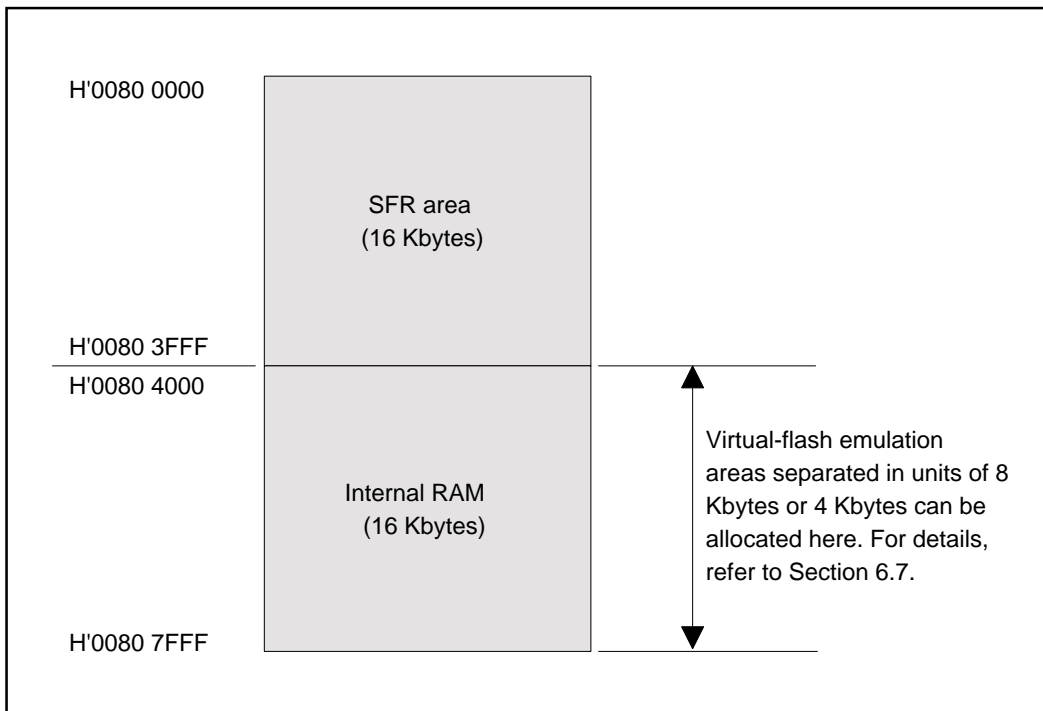 H'0080 0000
SFR area
(16 Kbytes)
H'0080 3FFF
H'0080 4000
Internal RAM
(16 Kbytes)
Virtual-flash emulation
areas separated in units of 8
Kbytes or 4 Kbytes can be
allocated here. For details,
refer to Section 6.7.
H'0080 7FFF